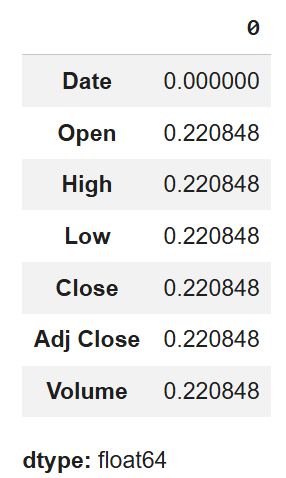 0
Date 0.000000
Open 0.220848
High 0.220848
Low 0.220848
Close 0.220848
Adj Close 0.220848
Volume 0.220848
dtype: float64